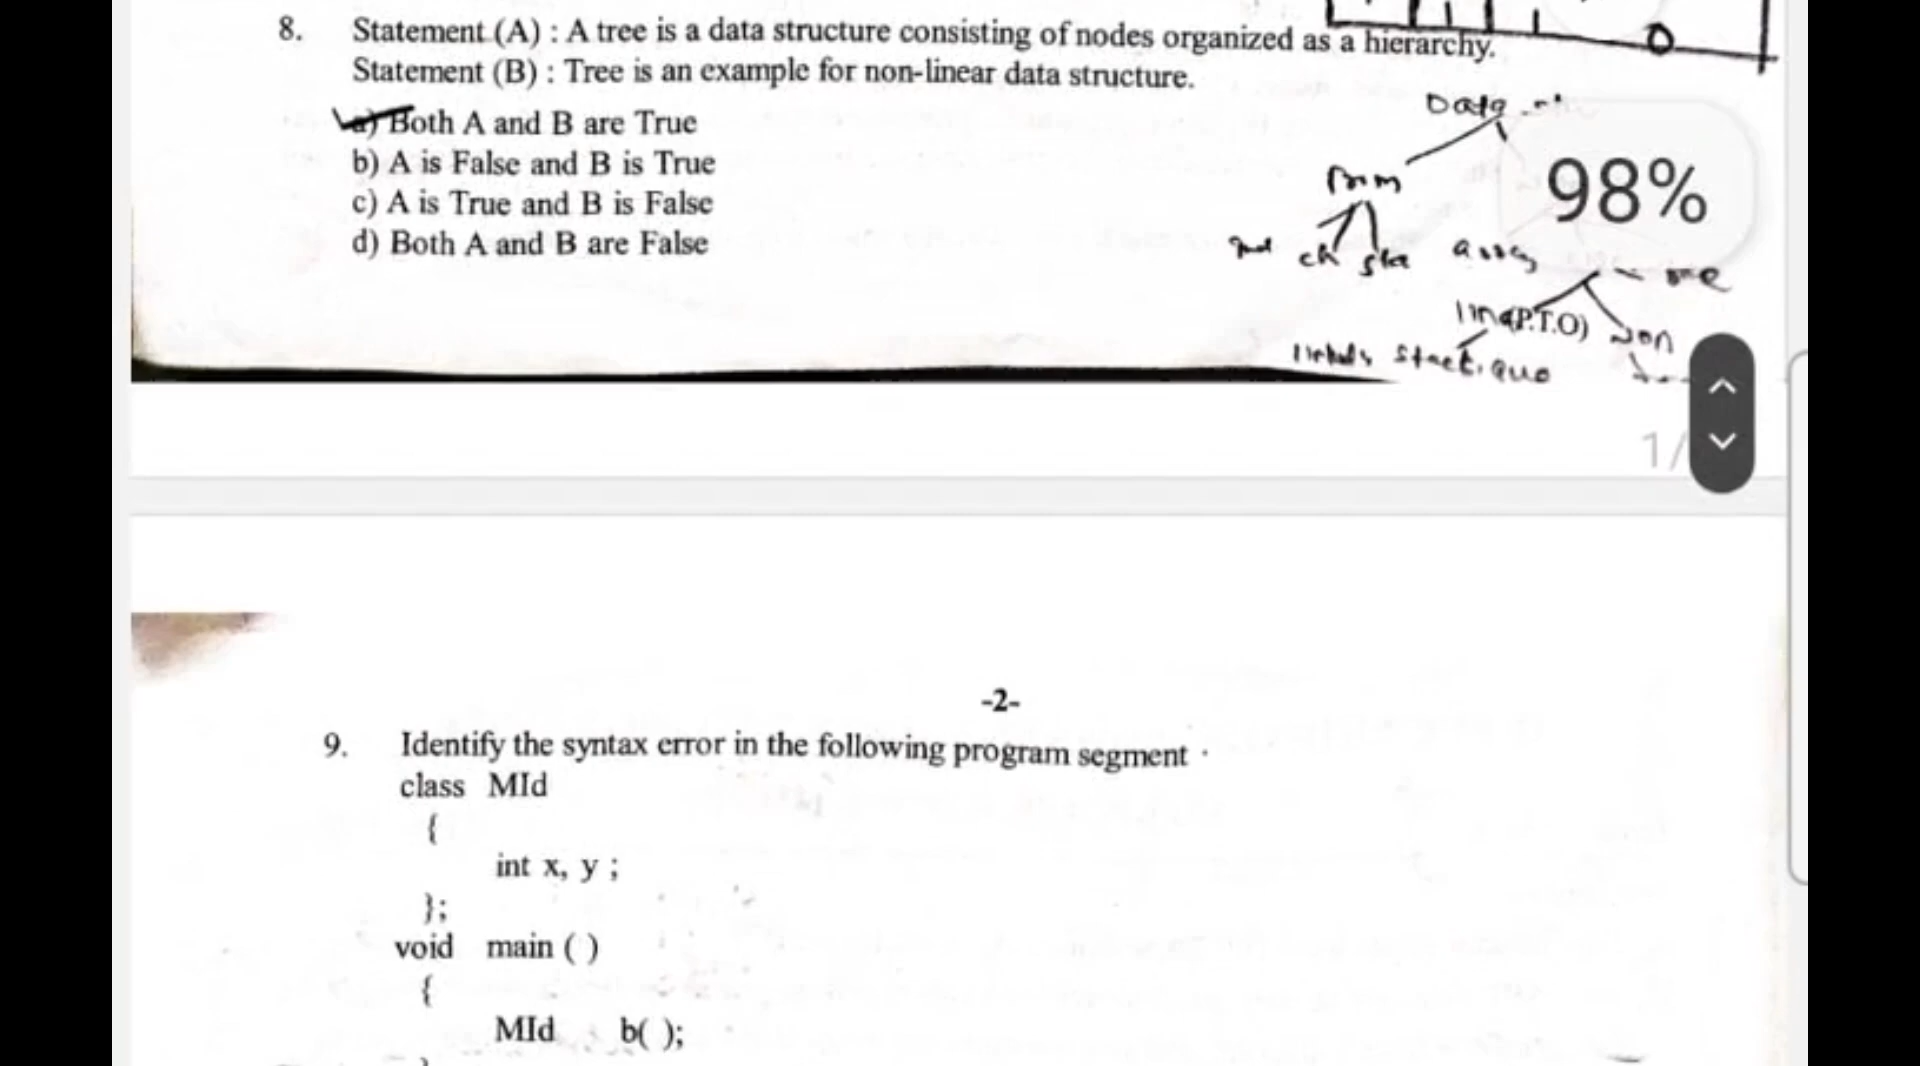 8. Statement (A) : A tree is a data structure consisting of nodes organized as a hierarchy.
Statement (B) : Tree is an example for non-linear data structure.
a) Both A and B are True
b) A is False and B is True
c) A is True and B is False
d) Both A and B are False
Data
98%
ch
(P.T.O)
non
1/
-2-
9. Identify the syntax error in the following program segment
class MId
{
int x, y ;
};
void main ( )
{
MId b( );